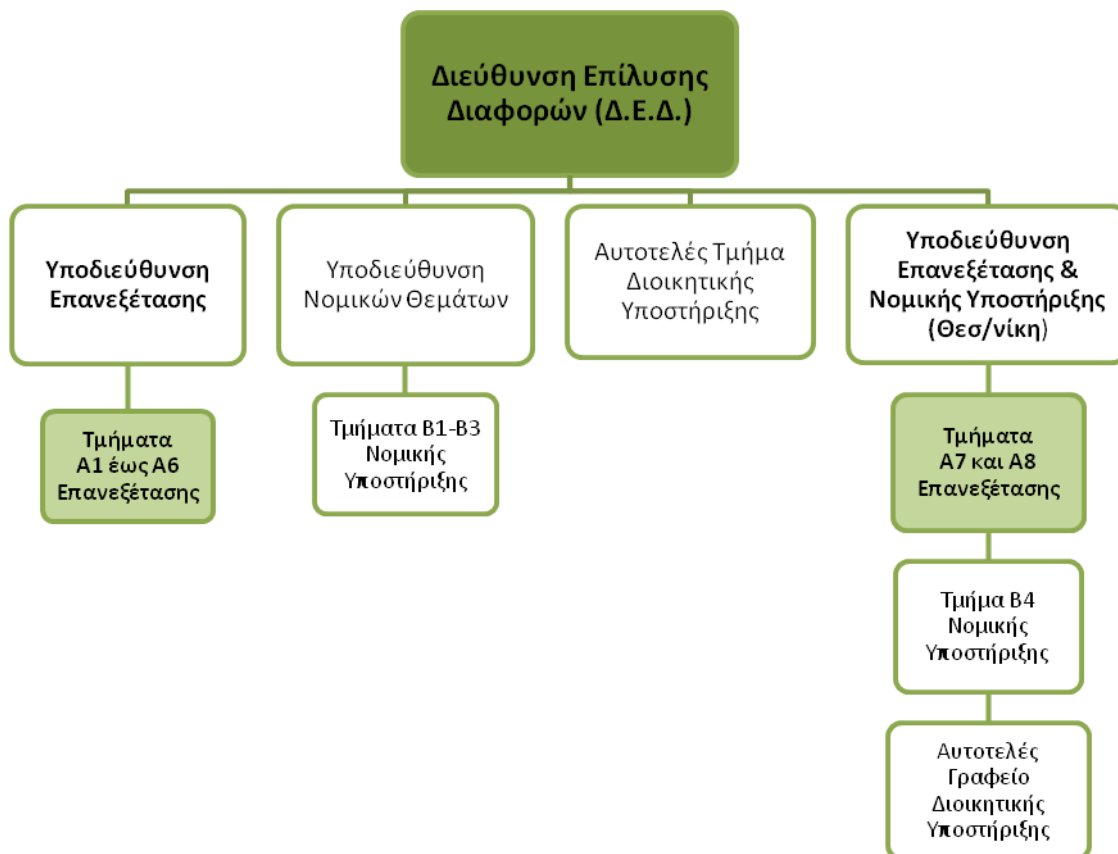 Διεύθυνση Επίλυσης
Διαφορών (Δ.Ε.Δ.)
Υποδιεύθυνση
Επανεξέτασης
Υποδιεύθυνση
Νομικών Θεμάτων
Αυτοτελές Τμήμα
Διοικητικής
Υποστήριξης
Υποδιεύθυνση
Επανεξέτασης &
Νομικής Υποστήριξης
(Θεσ/νίκη)
Τμήματα
Α1 έως Α6
Επανεξέτασης
Τμήματα Β1-Β3
Νομικής
Υποστήριξης
Τμήματα
Α7 και Α8
Επανεξέτασης
Τμήμα Β4
Νομικής
Υποστήριξης
Αυτοτελές
Γραφείο
Διοικητικής
Υποστήριξης